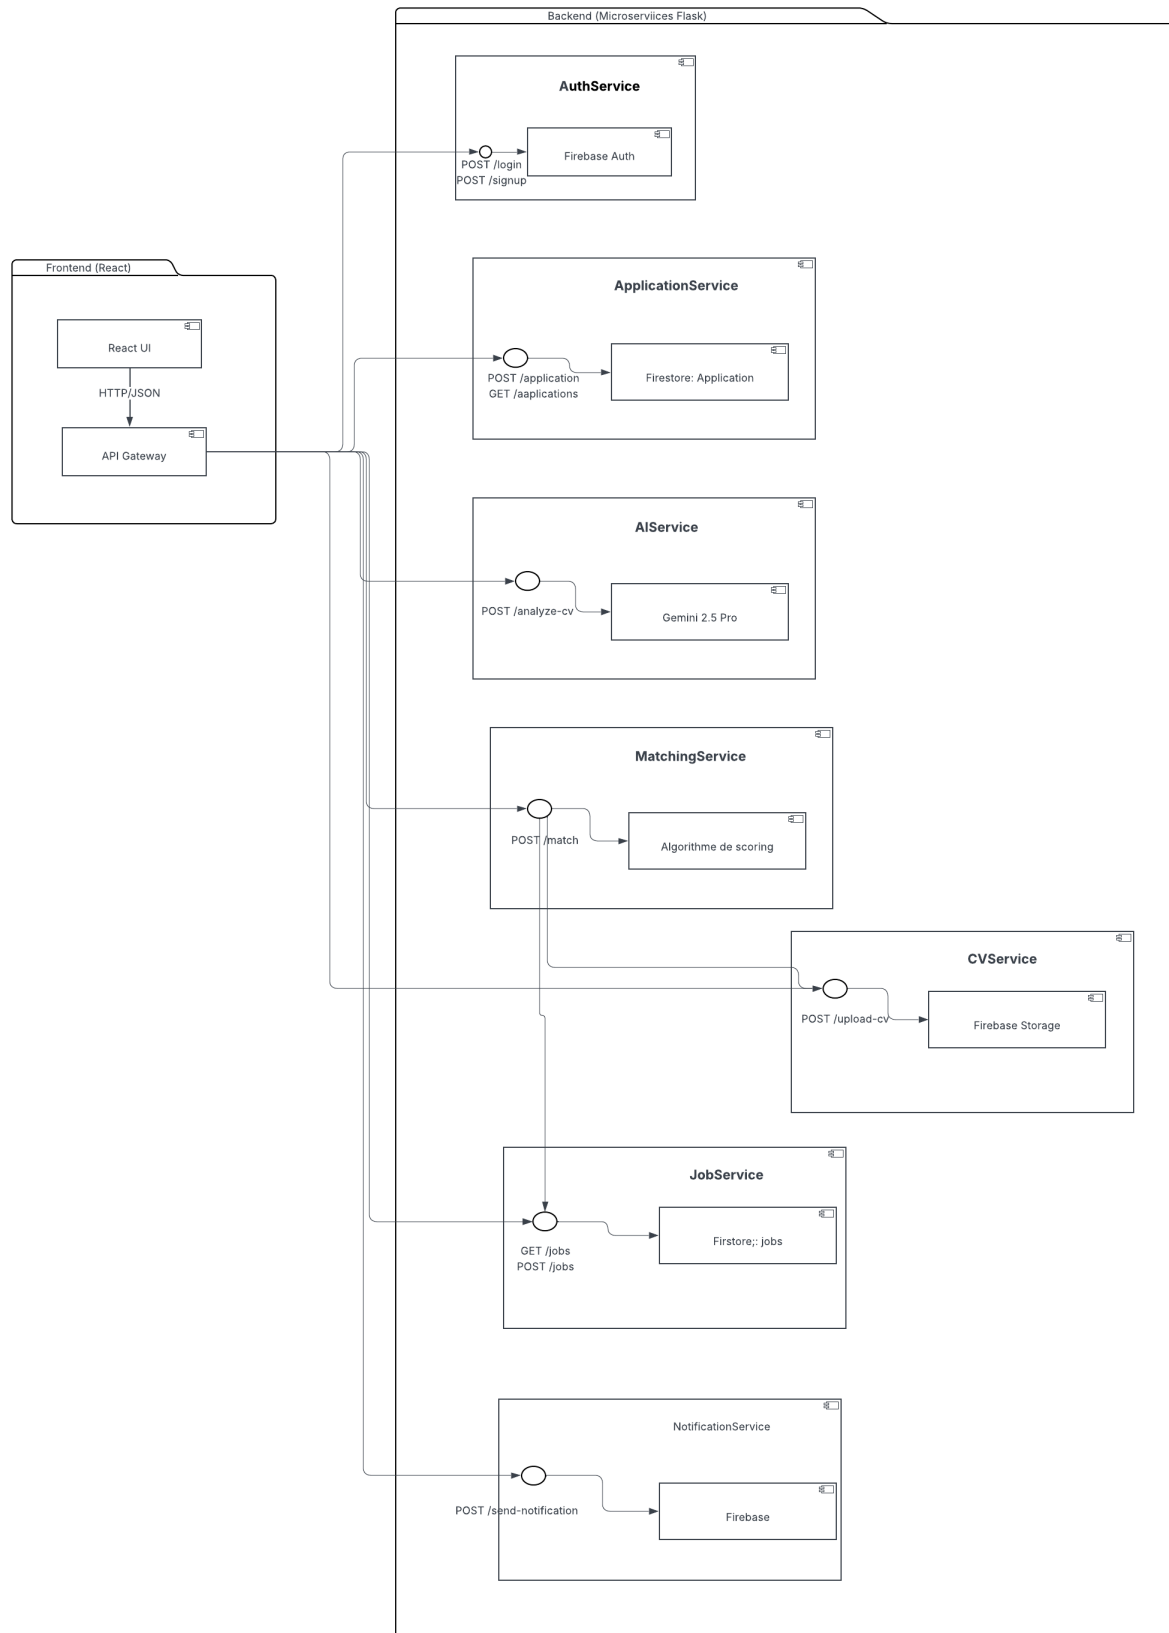 Backend (Microserviices Flask)
AuthService
Firebase Auth
POST /login
POST /signup
Frontend (React)
React UI
HTTP/JSON
API Gateway
ApplicationService
POST /application
GET /aaplications
Firestore: Application
AIService
POST /analyze-cv
Gemini 2.5 Pro
MatchingService
POST /match
Algorithme de scoring
CVService
POST /upload-cv
Firebase Storage
JobService
GET /jobs
POST /jobs
Firstore;: jobs
NotificationService
POST /send-notification
Firebase